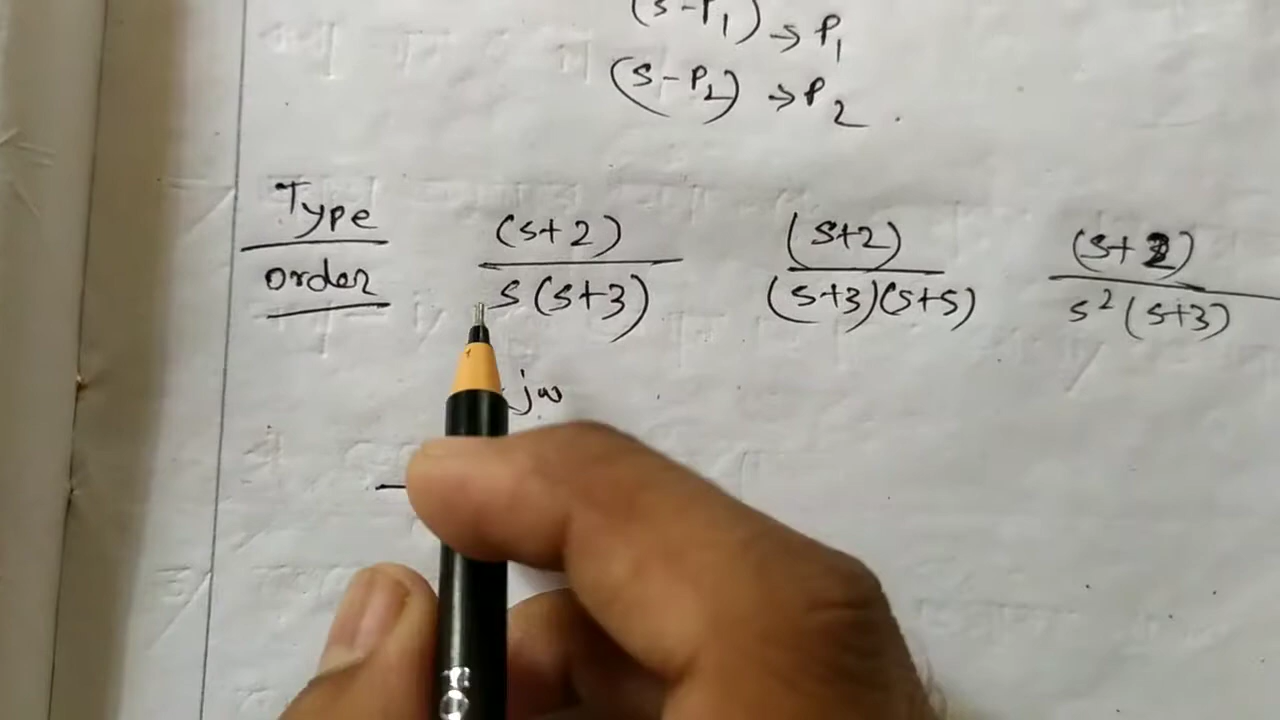 (s-P₁) → P₁
(s-P₂) → P₂ .
Type
order
(s+2)
s(s+3)
(s+2)
(s+3)(s+5)
(s+2)
s²(s+3)
jω